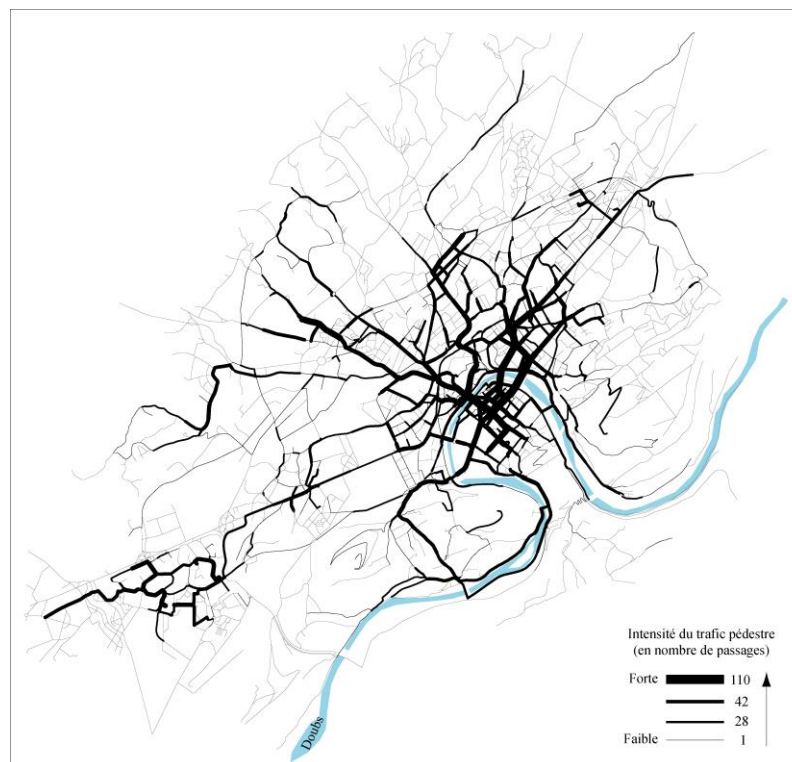 Doubs
Intensité du trafic pédestre
(en nombre de passages)
Forte 110
42
28
Faible 1